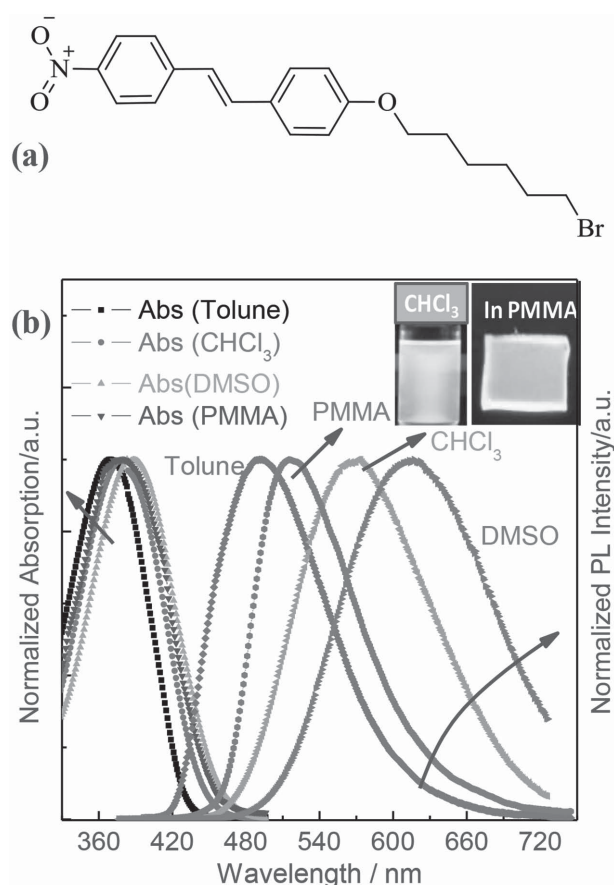 O⁻
N⁺
O
O
Br
(a)
(b)
Abs (Tolune)
Abs (CHCl₃)
Abs(DMSO)
Abs (PMMA)
CHCl₃
In PMMA
PMMA
CHCl₃
Tolune
DMSO
Normalized Absorption/a.u.
Normalized PL Intensity/a.u.
360 420 480 540 600 660 720
Wavelength / nm